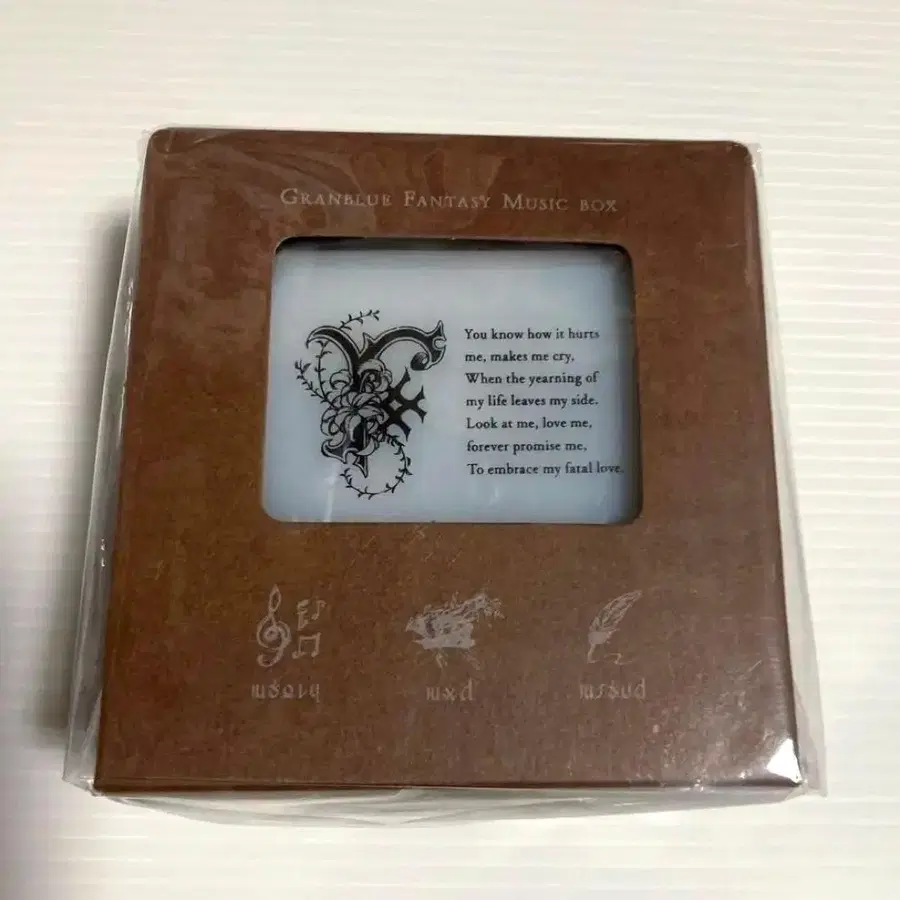 GRANBLUE FANTASY MUSIC BOX
You know how it hurts
me, makes me cry,
When the yearning of
my life leaves my side.
Look at me, love me,
forever promise me,
To embrace my fatal love.